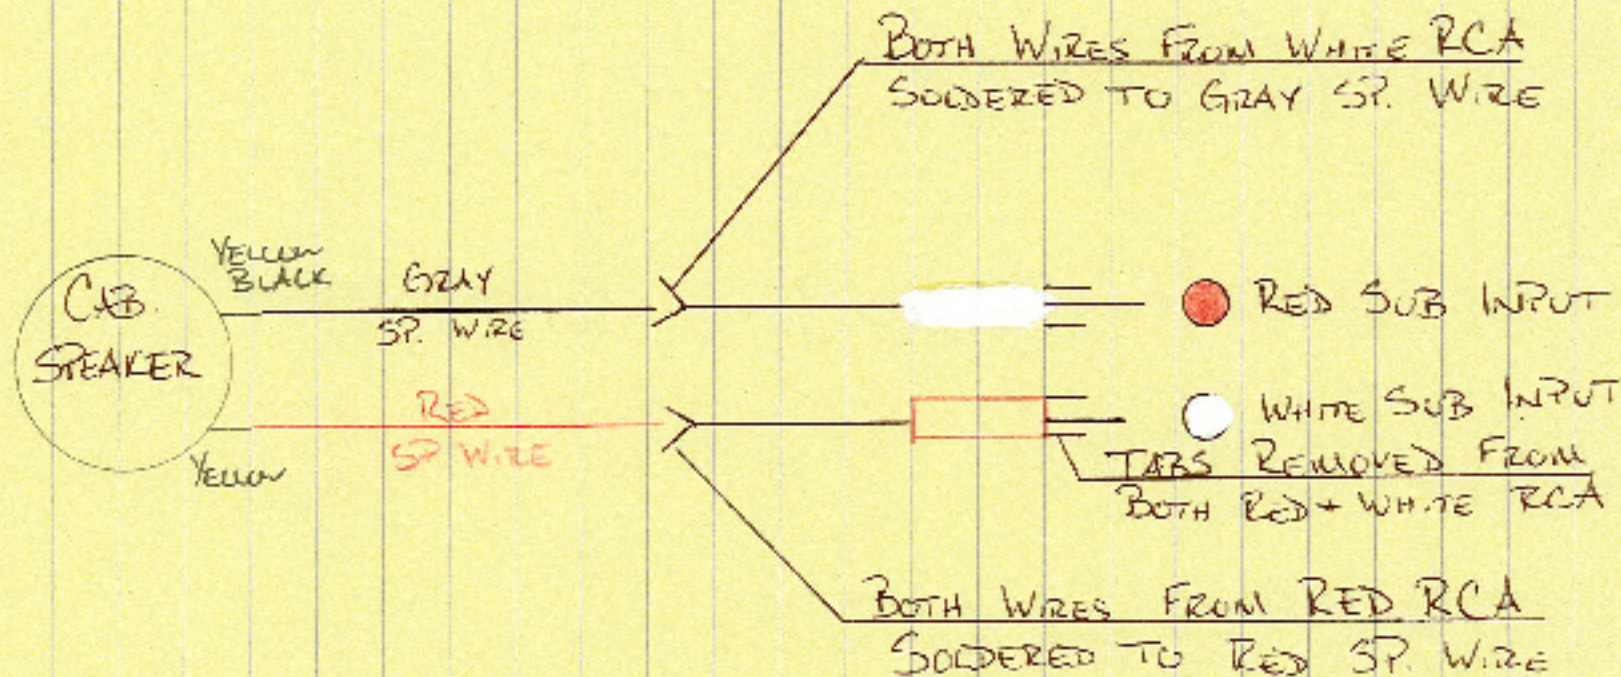 BOTH WIRES FROM WHITE RCA
SOLDERED TO GRAY SP. WIRE
YELLOW
BLACK
GRAY
SP. WIRE
CAB.
SPEAKER
RED SUB INPUT
RED
SP WIRE
WHITE SUB INPUT
YELLOW
TABS REMOVED FROM
BOTH RED + WHITE RCA
BOTH WIRES FROM RED RCA
SOLDERED TO RED SP. WIRE